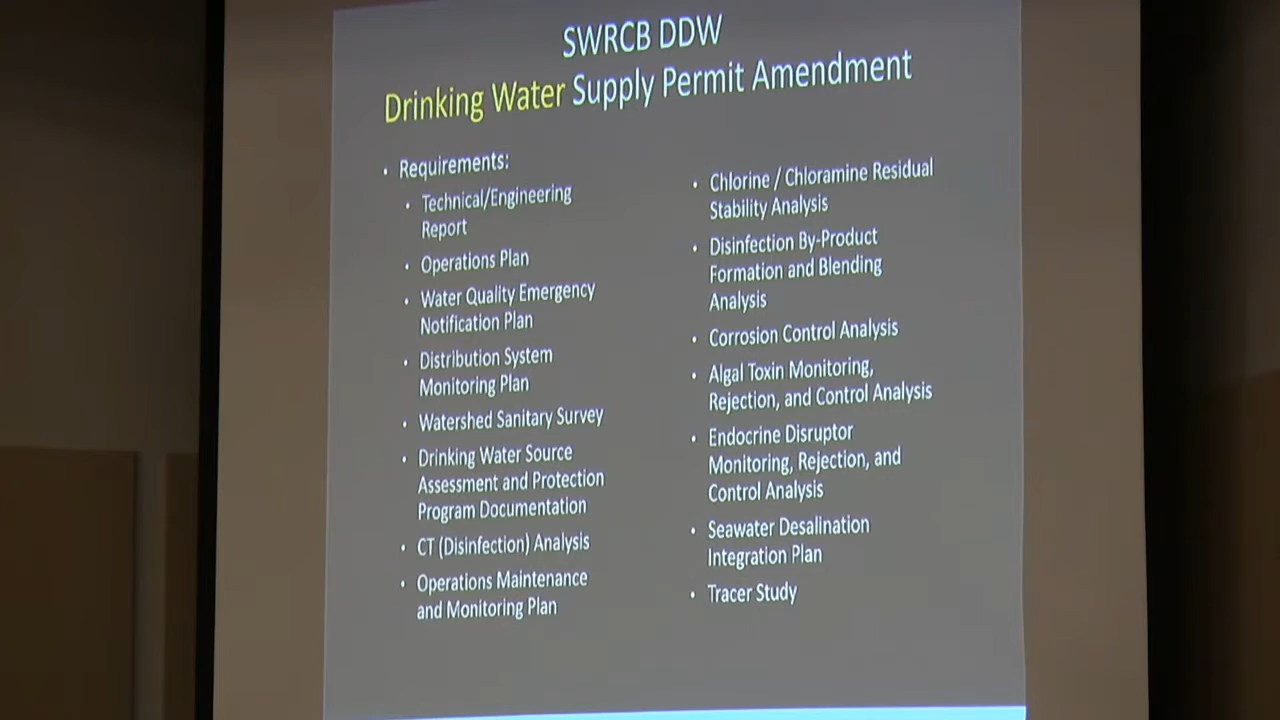 SWRCB DDW
Drinking Water Supply Permit Amendment
• Requirements:
• Technical/Engineering
Report
• Operations Plan
• Water Quality Emergency
Notification Plan
• Distribution System
Monitoring Plan
• Watershed Sanitary Survey
• Drinking Water Source
Assessment and Protection
Program Documentation
• CT (Disinfection) Analysis
• Operations Maintenance
and Monitoring Plan
• Chlorine / Chloramine Residual
Stability Analysis
• Disinfection By-Product
Formation and Blending
Analysis
• Corrosion Control Analysis
• Algal Toxin Monitoring,
Rejection, and Control Analysis
• Endocrine Disruptor
Monitoring, Rejection, and
Control Analysis
• Seawater Desalination
Integration Plan
• Tracer Study